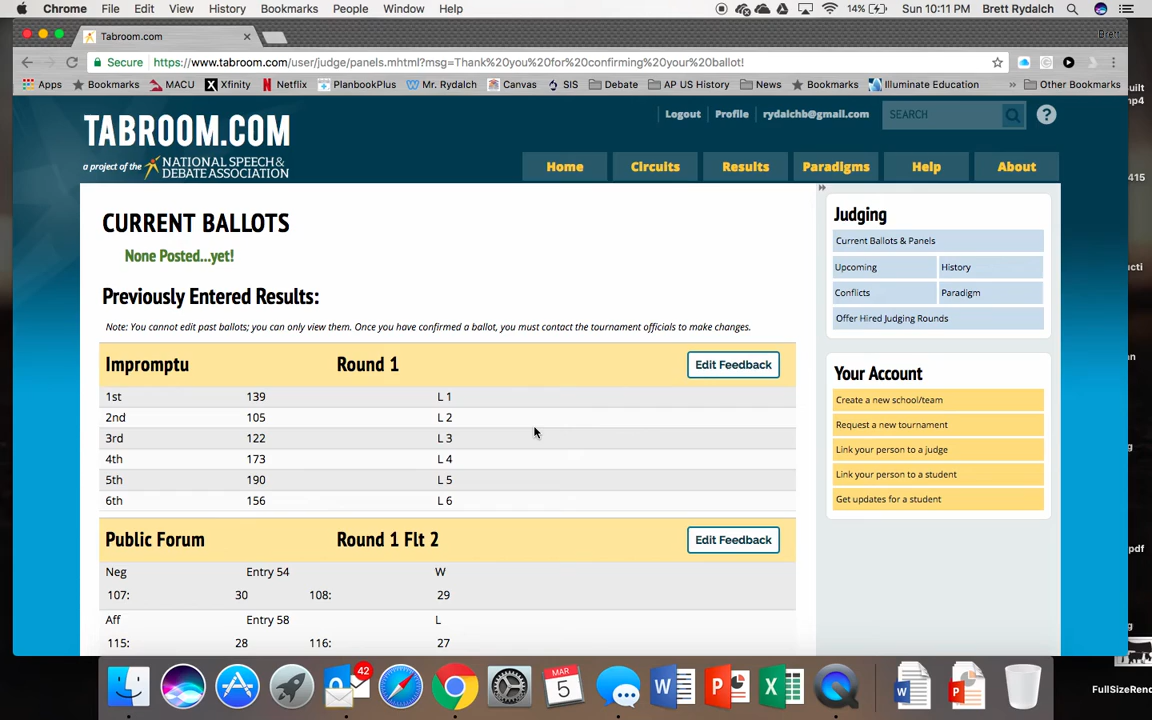 Chrome File Edit View History Bookmarks People Window Help 14% Sun 10:11 PM Brett Rydalch
Tabroom.com
Brett
Secure https://www.tabroom.com/user/judge/panels.mhtml?msg=Thank%20you%20for%20confirming%20your%20ballot!
Apps Bookmarks MACU Xfinity Netflix PlanbookPlus Mr. Rydalch Canvas SIS Debate AP US History News Bookmarks Illuminate Education » Other Bookmarks
TABROOM.COM
a project of the NATIONAL SPEECH & DEBATE ASSOCIATION
Logout Profile rydalchb@gmail.com SEARCH ?
Home Circuits Results Paradigms Help About
CURRENT BALLOTS
None Posted...yet!
Previously Entered Results:
Note: You cannot edit past ballots; you can only view them. Once you have confirmed a ballot, you must contact the tournament officials to make changes.
Impromptu Round 1 Edit Feedback
1st 139 L 1
2nd 105 L 2
3rd 122 L 3
4th 173 L 4
5th 190 L 5
6th 156 L 6
Public Forum Round 1 Flt 2 Edit Feedback
Neg Entry 54 W
107: 30 108: 29
Aff Entry 58 L
115: 28 116: 27
Judging
Current Ballots & Panels
Upcoming History
Conflicts Paradigm
Offer Hired Judging Rounds
Your Account
Create a new school/team
Request a new tournament
Link your person to a judge
Link your person to a student
Get updates for a student
mp4
415
pdf
FullSizeRend
42
MAR
5
W P X W P